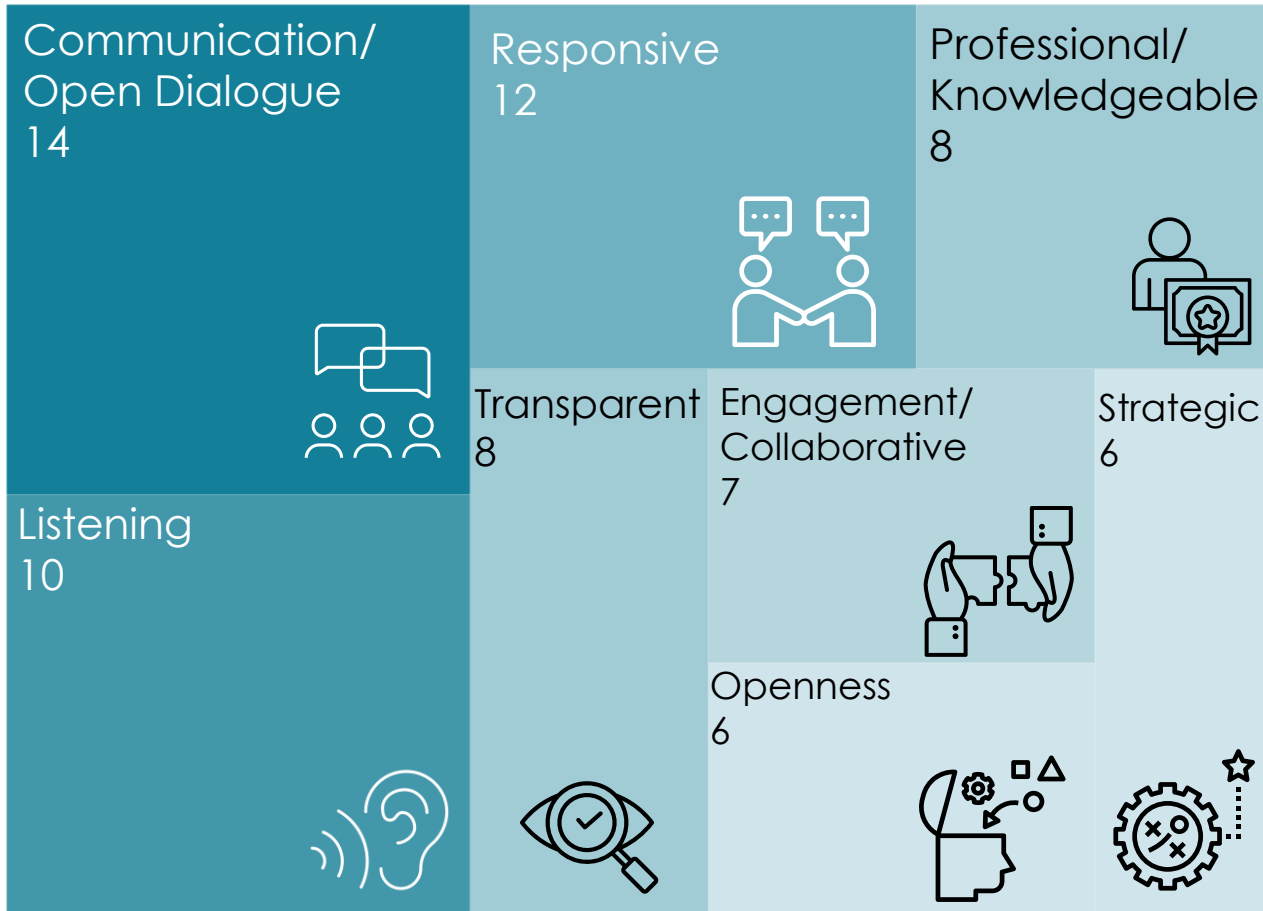 Communication/
Open Dialogue
14
Responsive
12
Professional/
Knowledgeable
8
Listening
10
Transparent
8
Engagement/
Collaborative
7
Strategic
6
Openness
6